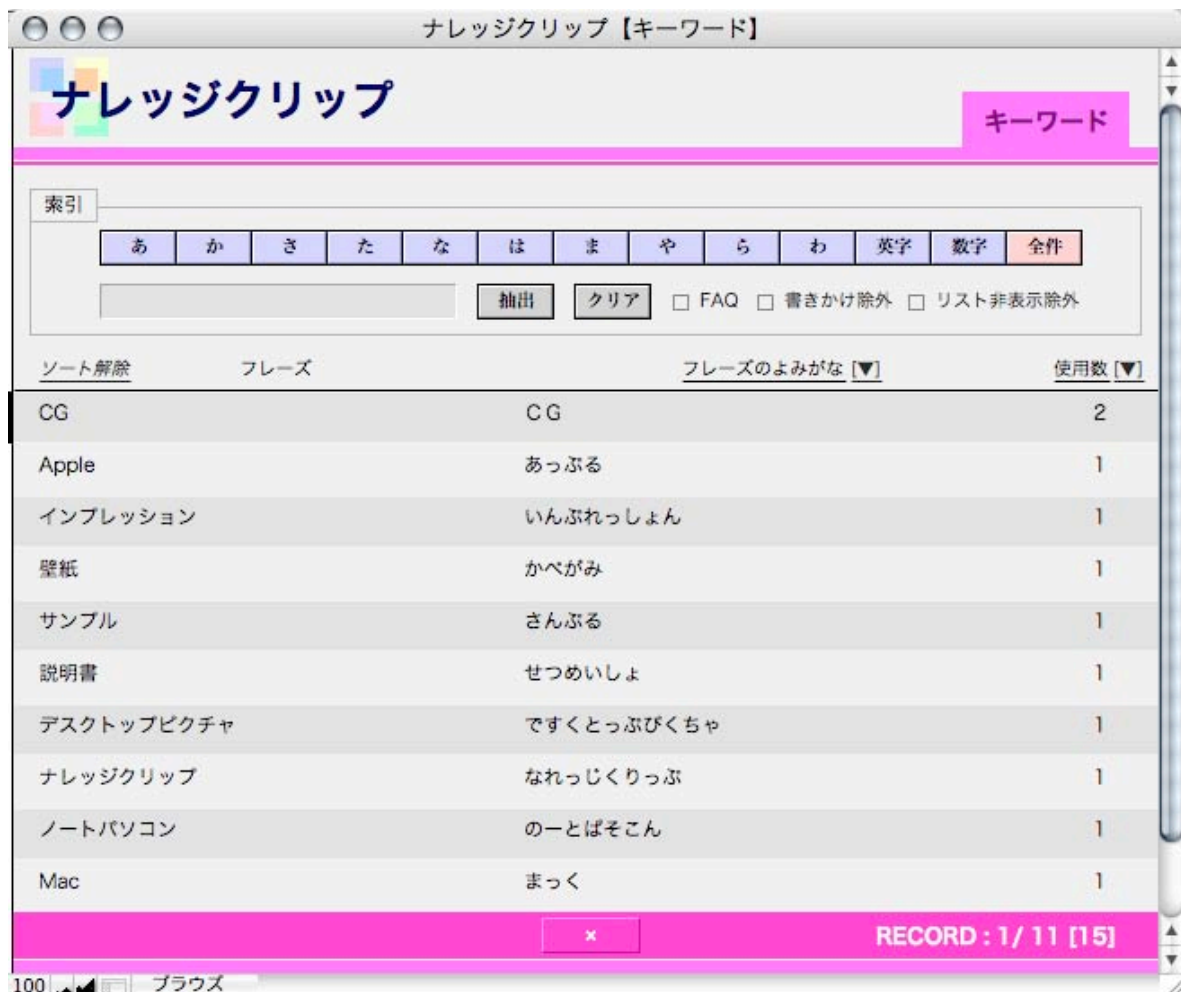 ナレッジクリップ【キーワード】
ナレッジクリップ
キーワード
索引
あ か さ た な は ま や ら わ 英字 数字 全件
抽出 クリア FAQ 書きかけ除外 リスト非表示除外
ソート解除 フレーズ フレーズのよみがな [▼] 使用数 [▼]
CG CG 2
Apple あっぷる 1
インプレッション いんぷれっしょん 1
壁紙 かべがみ 1
サンプル さんぷる 1
説明書 せつめいしょ 1
デスクトップピクチャ ですくとっぷぴくちゃ 1
ナレッジクリップ なれっじくりっぷ 1
ノートパソコン のーとぱそこん 1
Mac まっく 1
× RECORD : 1/ 11 [15]
100 ブラウズ